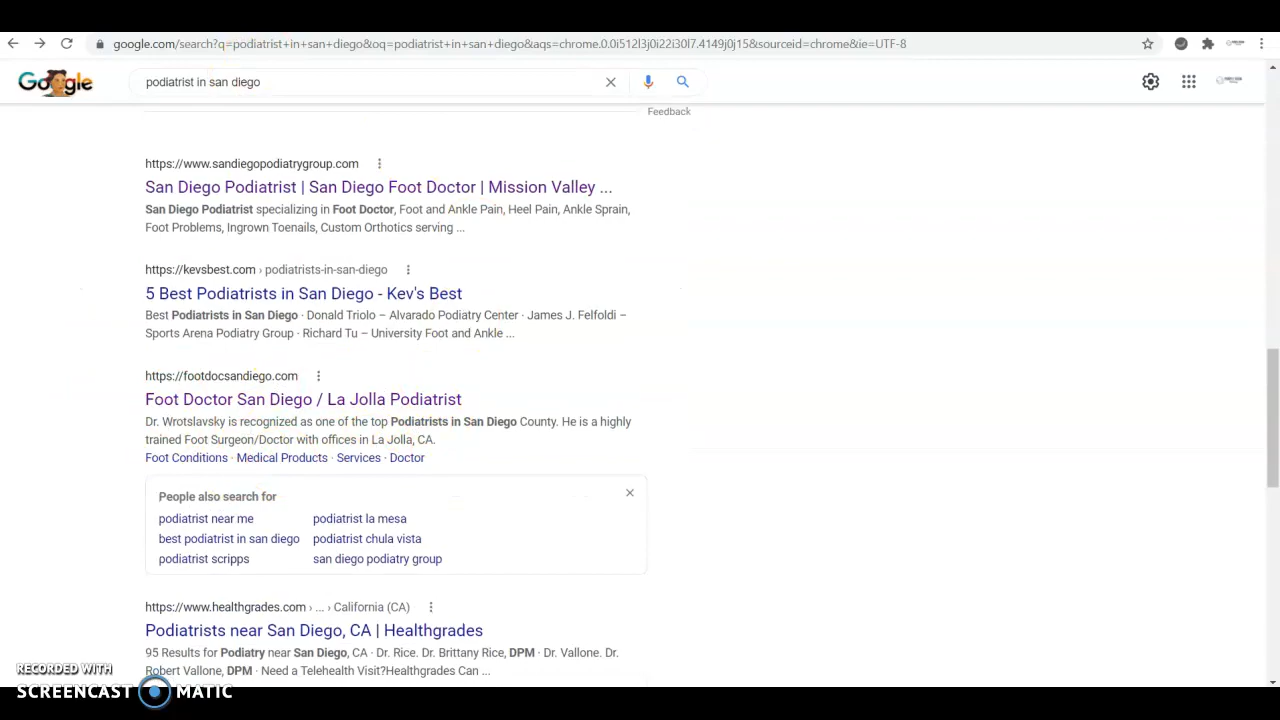 google.com/search?q=podiatrist+in+san+diego&oq=podiatrist+in+san+diego&aqs=chrome.0.0i512l3j0i22i30l7.4149j0j15&sourceid=chrome&ie=UTF-8
Google
podiatrist in san diego
Feedback
https://www.sandiegopodiatrygroup.com
San Diego Podiatrist | San Diego Foot Doctor | Mission Valley ...
San Diego Podiatrist specializing in Foot Doctor, Foot and Ankle Pain, Heel Pain, Ankle Sprain,
Foot Problems, Ingrown Toenails, Custom Orthotics serving ...
https://kevsbest.com › podiatrists-in-san-diego
5 Best Podiatrists in San Diego - Kev's Best
Best Podiatrists in San Diego · Donald Triolo – Alvarado Podiatry Center · James J. Felfoldi –
Sports Arena Podiatry Group · Richard Tu – University Foot and Ankle ...
https://footdocsandiego.com
Foot Doctor San Diego / La Jolla Podiatrist
Dr. Wrotslavsky is recognized as one of the top Podiatrists in San Diego County. He is a highly
trained Foot Surgeon/Doctor with offices in La Jolla, CA.
Foot Conditions · Medical Products · Services · Doctor
People also search for
podiatrist near me podiatrist la mesa
best podiatrist in san diego podiatrist chula vista
podiatrist scripps san diego podiatry group
https://www.healthgrades.com › ... › California (CA)
Podiatrists near San Diego, CA | Healthgrades
95 Results for Podiatry near San Diego, CA · Dr. Rice. Dr. Brittany Rice, DPM · Dr. Vallone. Dr.
Robert Vallone, DPM · Need a Telehealth Visit?Healthgrades Can ...
RECORDED WITH
SCREENCAST MATIC